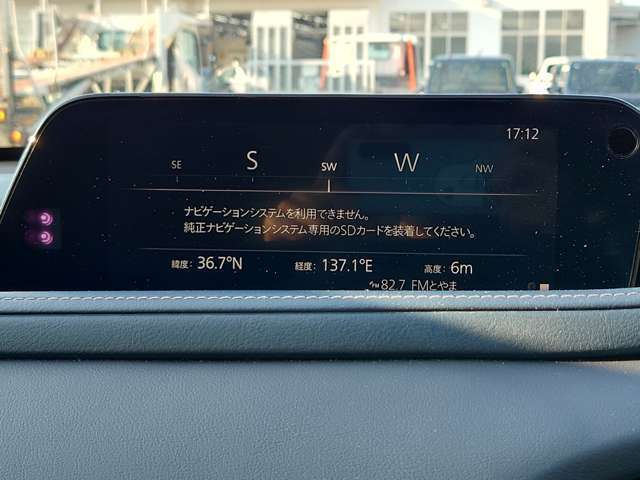 17:12
SE S SW W NW
ナビゲーションシステムを利用できません。
純正ナビゲーションシステム専用のSDカードを装着してください。
緯度: 36.7°N 経度: 137.1°E 高度: 6m
82.7 FMとやま